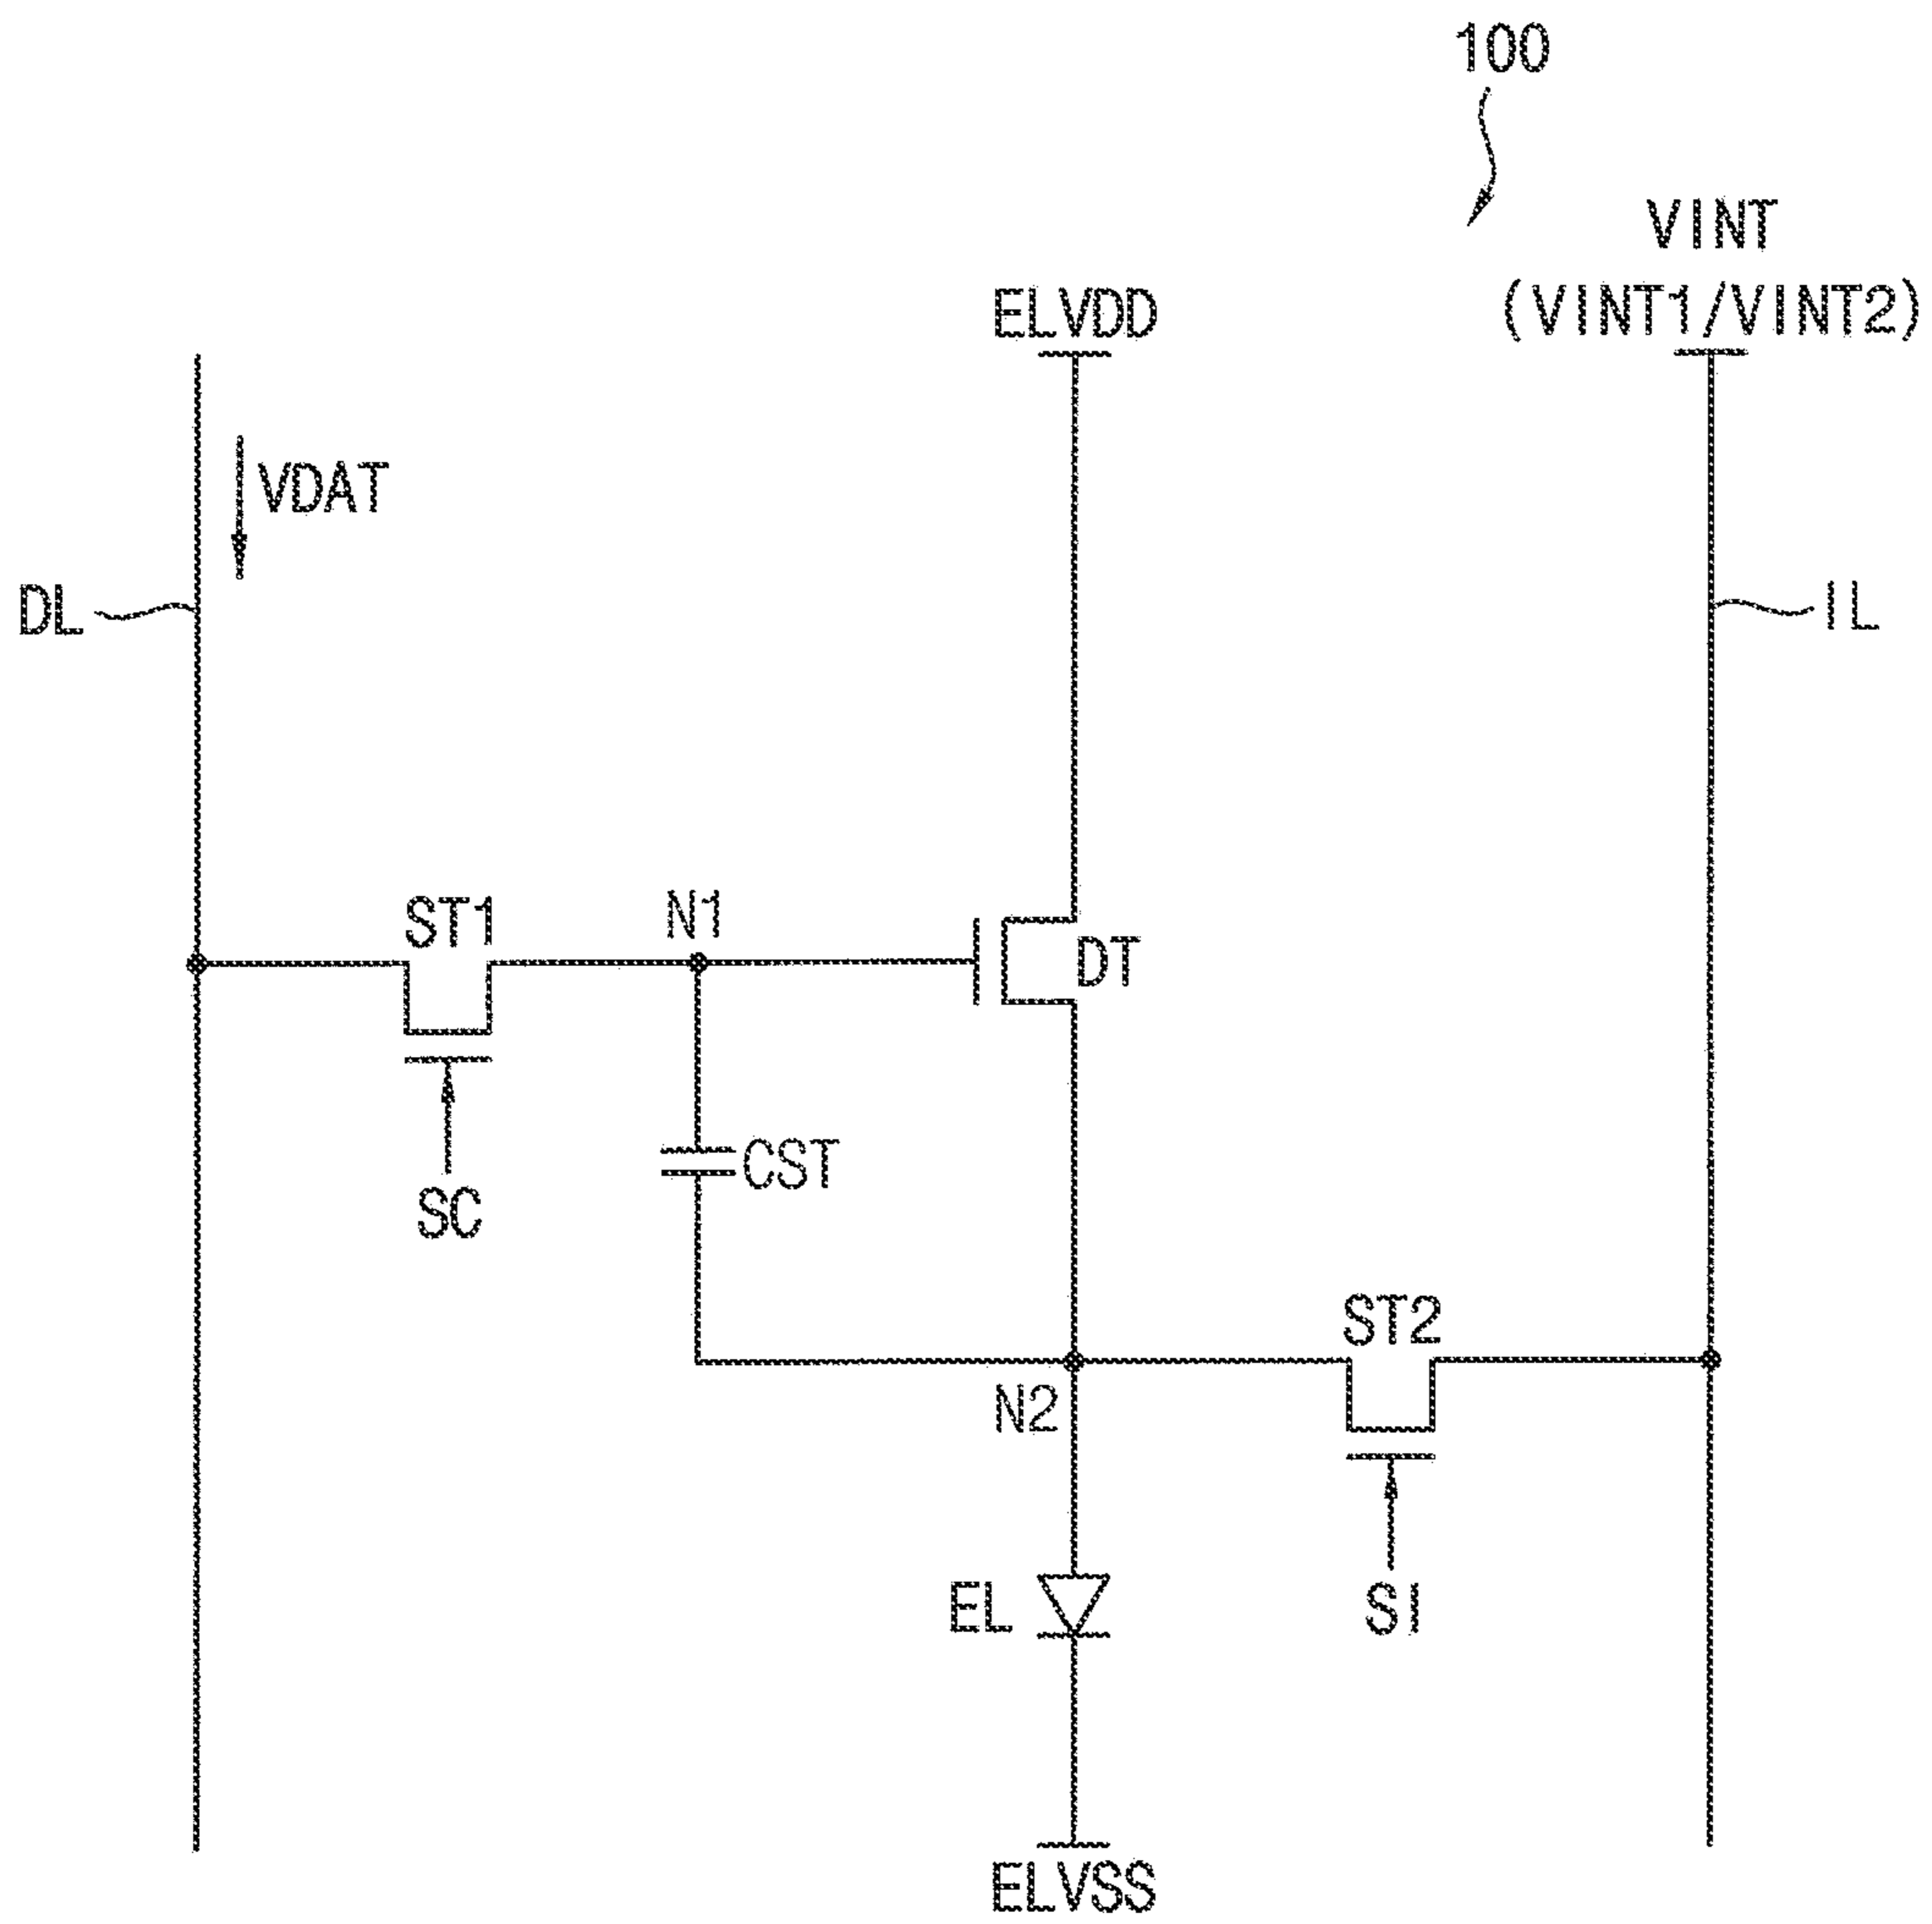 100
VINT
(VINT1/VINT2)
ELVDD
VDAT
DL
IL
ST1
N1
DT
CST
SC
ST2
N2
EL
SI
ELVSS